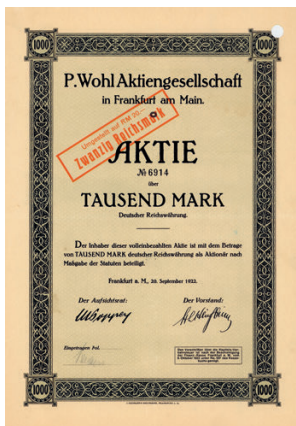 1000 1000
P. Wohl Aktiengesellschaft
in Frankfurt am Main.
Umgestellt auf RM 20,—
Zwanzig Reichsmark
AKTIE
№ 6914
über
TAUSEND MARK
Deutscher Reichswährung.
Der Inhaber dieser volleinbezahlten Aktie ist mit dem Betrage
von TAUSEND MARK deutscher Reichswährung als Aktionär nach
Maßgabe der Statuten beteiligt.
Frankfurt a. M., 20. September 1922.
Der Aufsichtsrat: Der Vorstand:
Eingetragen Fol.
1000 1000